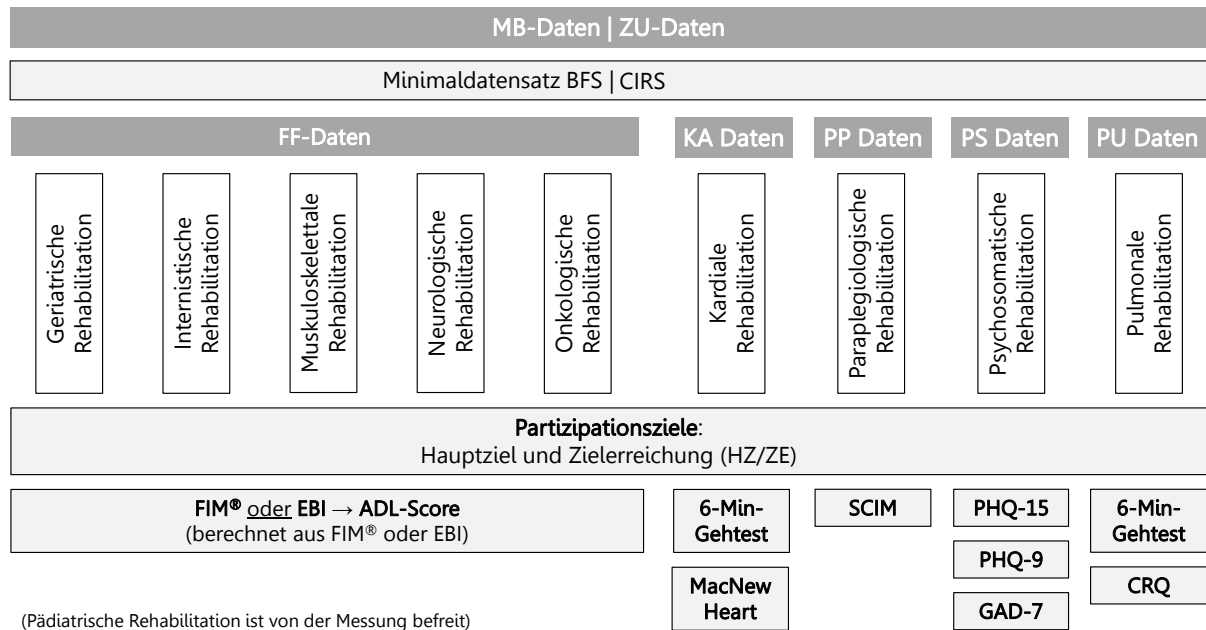 MB-Daten | ZU-Daten
Minimaldatensatz BFS | CIRS
FF-Daten
KA Daten
PP Daten
PS Daten
PU Daten
Geriatrische
Rehabilitation
Internistische
Rehabilitation
Muskuloskelettale
Rehabilitation
Neurologische
Rehabilitation
Onkologische
Rehabilitation
Kardiale
Rehabilitation
Paraplegiologische
Rehabilitation
Psychosomatische
Rehabilitation
Pulmonale
Rehabilitation
Partizipationsziele:
Hauptziel und Zielerreichung (HZ/ZE)
FIM® oder EBI → ADL-Score
(berechnet aus FIM® oder EBI)
6-Min-
Gehtest
MacNew
Heart
SCIM
PHQ-15
PHQ-9
GAD-7
6-Min-
Gehtest
CRQ
(Pädiatrische Rehabilitation ist von der Messung befreit)